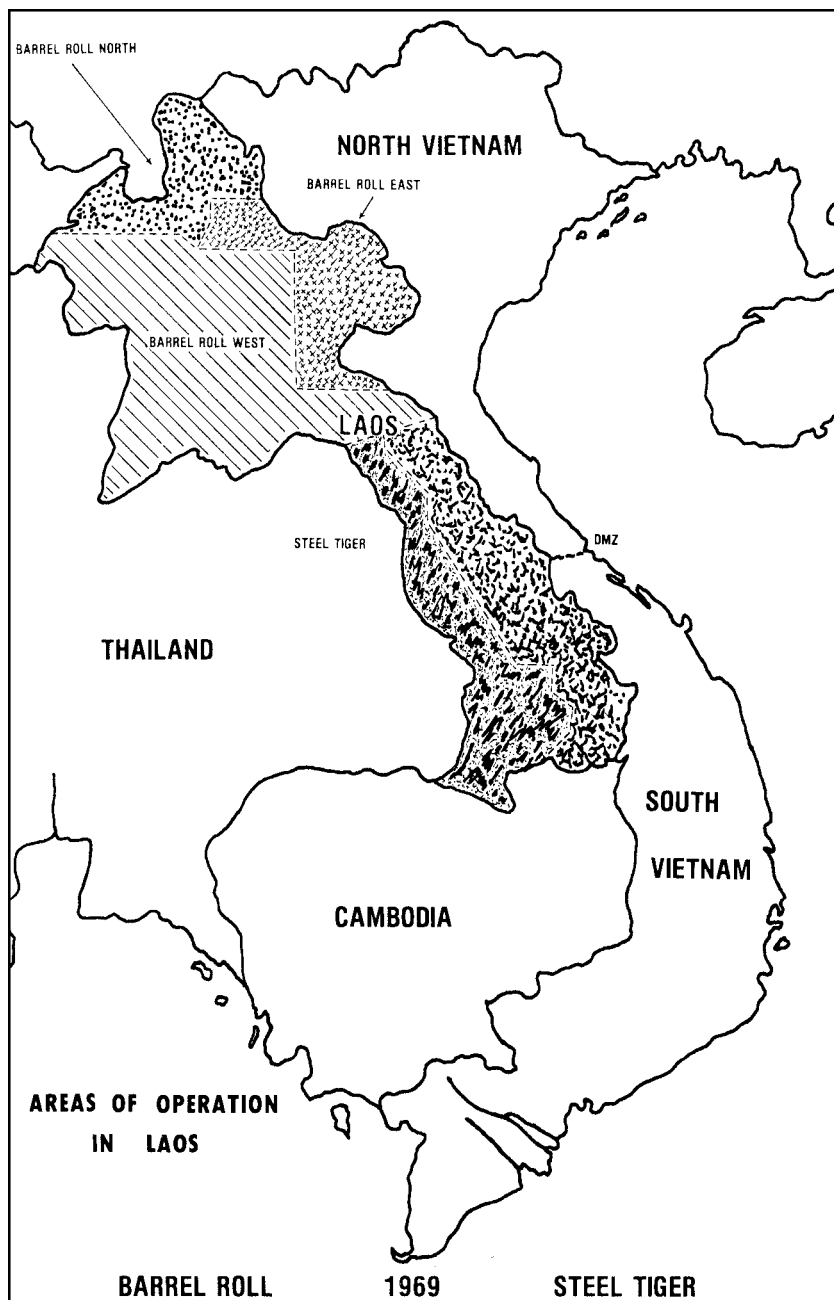 BARREL ROLL NORTH
NORTH VIETNAM
BARREL ROLL EAST
BARREL ROLL WEST
LAOS
STEEL TIGER
DMZ
THAILAND
SOUTH
VIETNAM
CAMBODIA
AREAS OF OPERATION
IN LAOS
BARREL ROLL 1969 STEEL TIGER